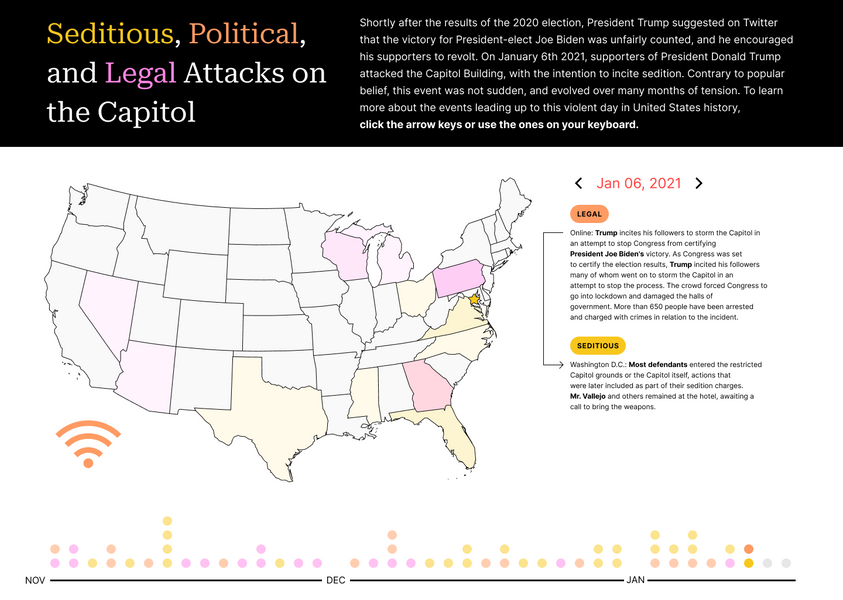 Seditious, Political,
and Legal Attacks on
the Capitol
Shortly after the results of the 2020 election, President Trump suggested on Twitter
that the victory for President-elect Joe Biden was unfairly counted, and he encouraged
his supporters to revolt. On January 6th 2021, supporters of President Donald Trump
attacked the Capitol Building, with the intention to incite sedition. Contrary to popular
belief, this event was not sudden, and evolved over many months of tension. To learn
more about the events leading up to this violent day in United States history,
click the arrow keys or use the ones on your keyboard.
Jan 06, 2021
LEGAL
Online: Trump incites his followers to storm the Capitol in
an attempt to stop Congress from certifying
President Joe Biden's victory. As Congress was set
to certify the election results, Trump incited his followers
many of whom went on to storm the Capitol in an
attempt to stop the process. The crowd forced Congress to
go into lockdown and damaged the halls of
government. More than 650 people have been arrested
and charged with crimes in relation to the incident.
SEDITIOUS
Washington D.C.: Most defendants entered the restricted
Capitol grounds or the Capitol itself, actions that
were later included as part of their sedition charges.
Mr. Vallejo and others remained at the hotel, awaiting a
call to bring the weapons.
NOV
DEC
JAN